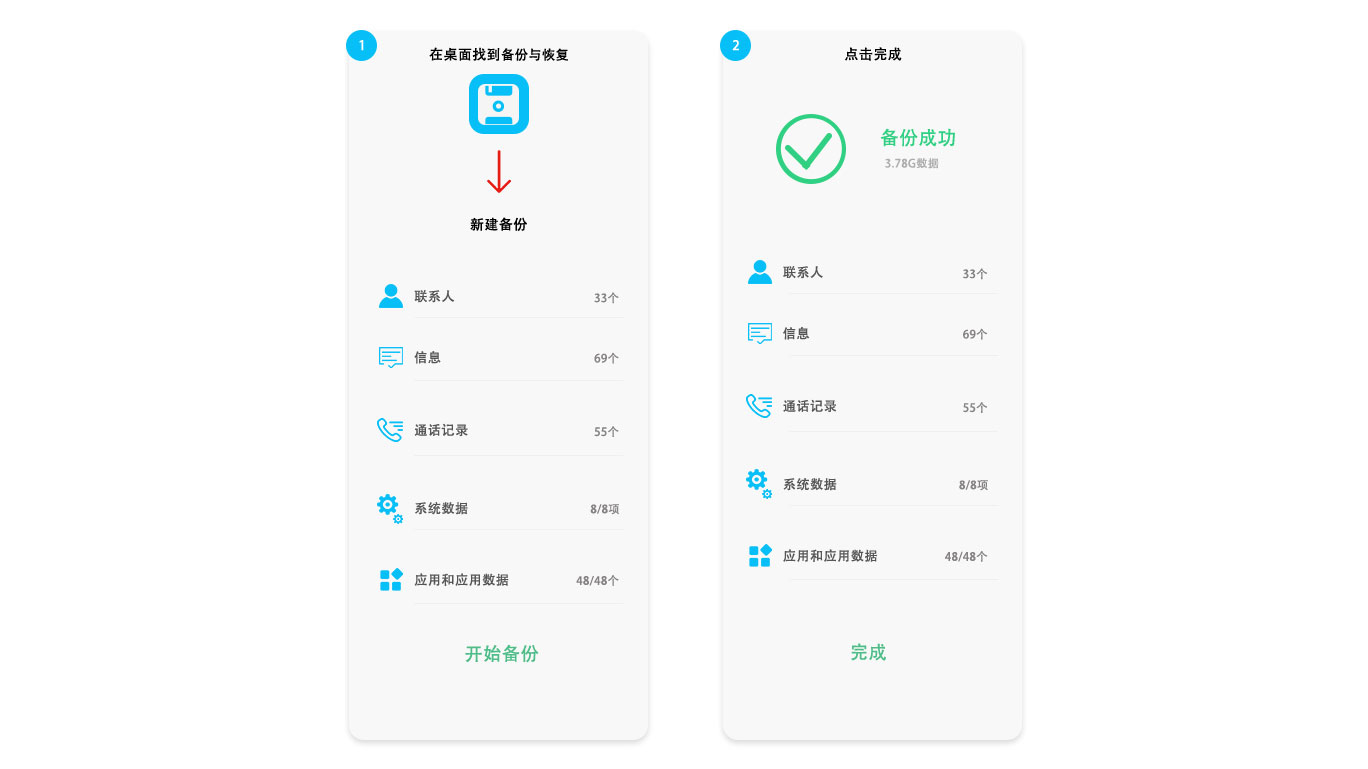 1
在桌面找到备份与恢复
新建备份
联系人 33个
信息 69个
通话记录 55个
系统数据 8/8项
应用和应用数据 48/48个
开始备份
2
点击完成
备份成功
3.78G数据
联系人 33个
信息 69个
通话记录 55个
系统数据 8/8项
应用和应用数据 48/48个
完成